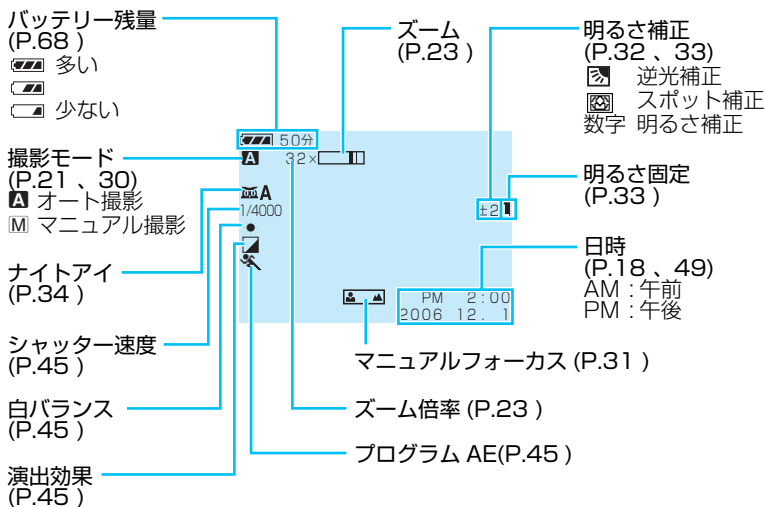 バッテリー残量
(P.68 )
多い
少ない
撮影モード
(P.21 、30)
A オート撮影
M マニュアル撮影
ナイトアイ
(P.34 )
シャッター速度
(P.45 )
白バランス
(P.45 )
演出効果
(P.45 )
ズーム
(P.23 )
50分
A 32×
A
1/4000
±2
PM 2:00
2006 12. 1
マニュアルフォーカス (P.31 )
ズーム倍率 (P.23 )
プログラム AE(P.45 )
明るさ補正
(P.32 、33)
逆光補正
スポット補正
数字 明るさ補正
明るさ固定
(P.33 )
日時
(P.18 、49)
AM : 午前
PM : 午後